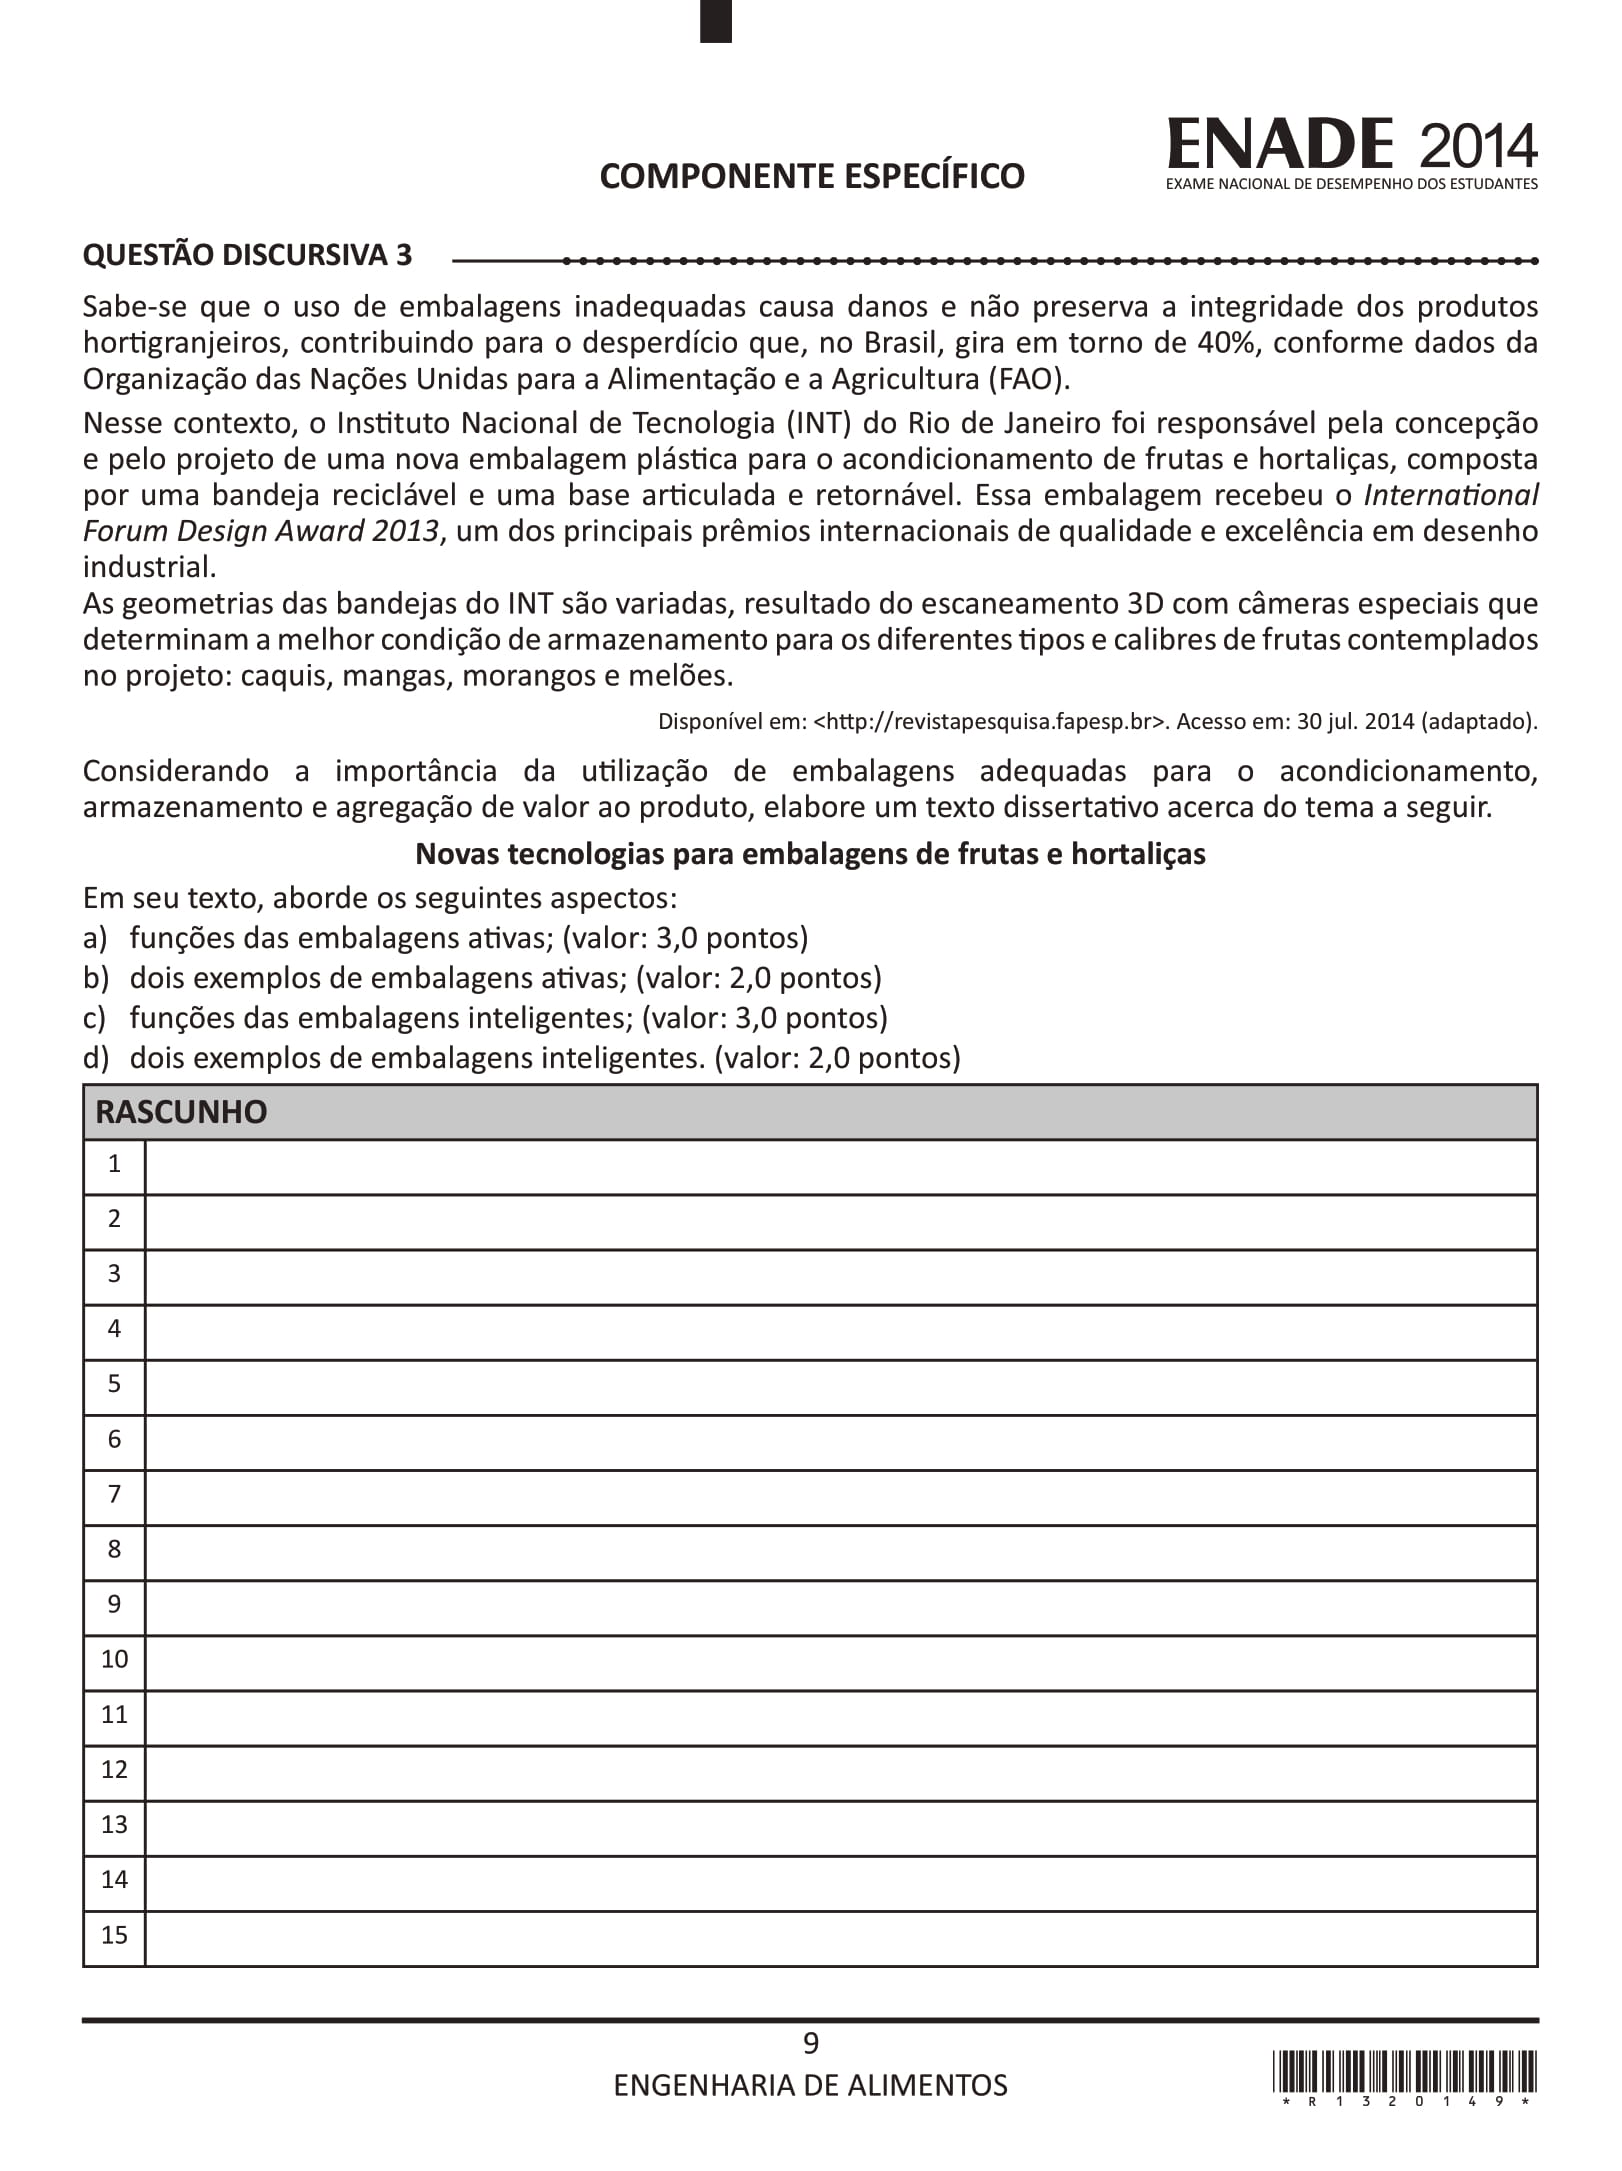 ENADE 2014
EXAME NACIONAL DE DESEMPENHO DOS ESTUDANTES
COMPONENTE ESPECÍFICO
QUESTÃO DISCURSIVA 3
Sabe-se que o uso de embalagens inadequadas causa danos e não preserva a integridade dos produtos
hortigranjeiros, contribuindo para o desperdício que, no Brasil, gira em torno de 40%, conforme dados da
Organização das Nações Unidas para a Alimentação e a Agricultura (FAO).
Nesse contexto, o Instituto Nacional de Tecnologia (INT) do Rio de Janeiro foi responsável pela concepção
e pelo projeto de uma nova embalagem plástica para o acondicionamento de frutas e hortaliças, composta
por uma bandeja reciclável e uma base articulada e retornável. Essa embalagem recebeu o International
Forum Design Award 2013, um dos principais prêmios internacionais de qualidade e excelência em desenho
industrial.
As geometrias das bandejas do INT são variadas, resultado do escaneamento 3D com câmeras especiais que
determinam a melhor condição de armazenamento para os diferentes tipos e calibres de frutas contemplados
no projeto: caquis, mangas, morangos e melões.
Disponível em: <http://revistapesquisa.fapesp.br>. Acesso em: 30 jul. 2014 (adaptado).
Considerando a importância da utilização de embalagens adequadas para o acondicionamento,
armazenamento e agregação de valor ao produto, elabore um texto dissertativo acerca do tema a seguir.
Novas tecnologias para embalagens de frutas e hortaliças
Em seu texto, aborde os seguintes aspectos:
a) funções das embalagens ativas; (valor: 3,0 pontos)
b) dois exemplos de embalagens ativas; (valor: 2,0 pontos)
c) funções das embalagens inteligentes; (valor: 3,0 pontos)
d) dois exemplos de embalagens inteligentes. (valor: 2,0 pontos)
RASCUNHO
1
2
3
4
5
6
7
8
9
10
11
12
13
14
15
9
ENGENHARIA DE ALIMENTOS
* R 1 3 2 0 1 4 9 *